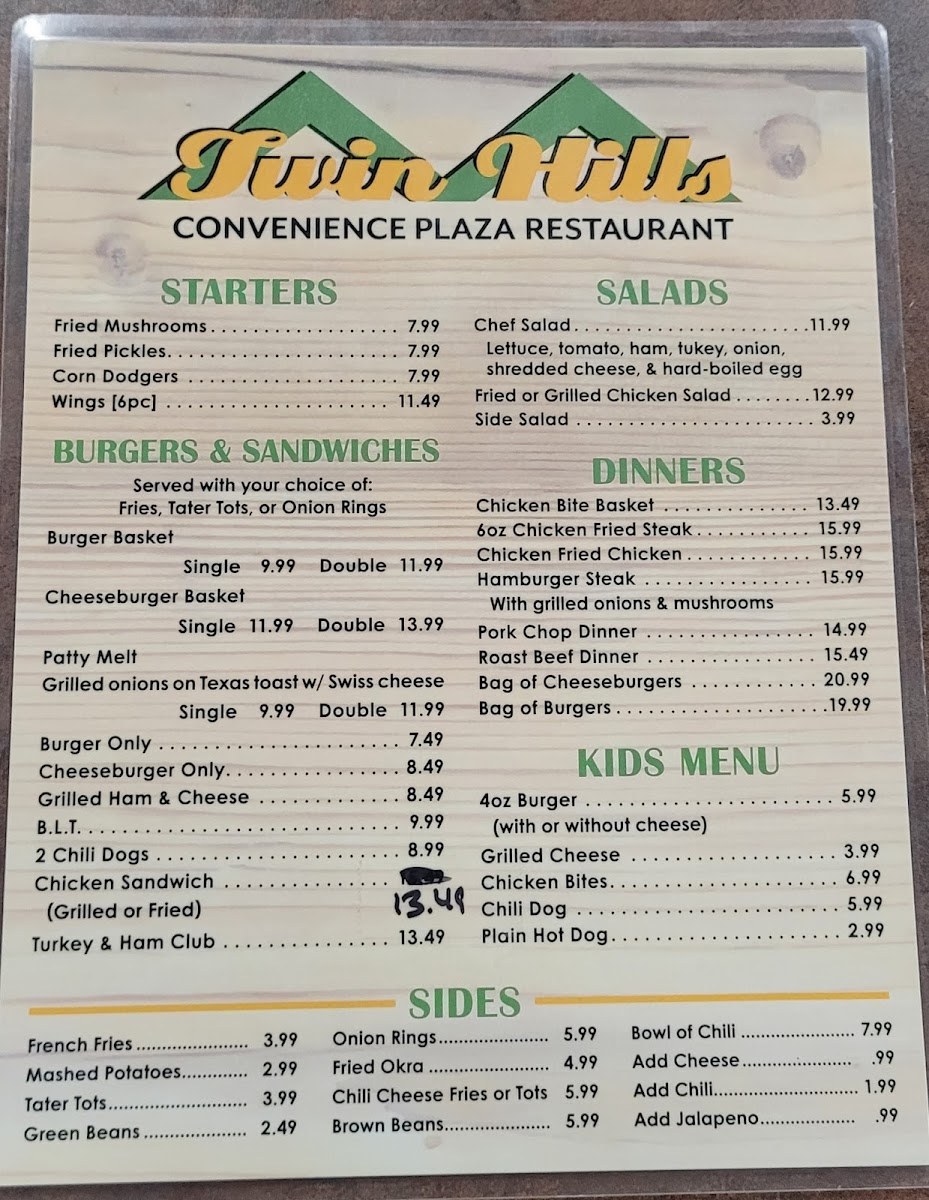 Twin Hills
CONVENIENCE PLAZA RESTAURANT
STARTERS
Fried Mushrooms................... 7.99
Fried Pickles....................... 7.99
Corn Dodgers ..................... 7.99
Wings [6pc] ....................... 11.49
BURGERS & SANDWICHES
Served with your choice of:
Fries, Tater Tots, or Onion Rings
Burger Basket
Single 9.99 Double 11.99
Cheeseburger Basket
Single 11.99 Double 13.99
Patty Melt
Grilled onions on Texas toast w/ Swiss cheese
Single 9.99 Double 11.99
Burger Only ........................ 7.49
Cheeseburger Only................. 8.49
Grilled Ham & Cheese .............. 8.49
B.L.T................................. 9.99
2 Chili Dogs ........................ 8.99
Chicken Sandwich ................
(Grilled or Fried) 13.49
Turkey & Ham Club ................ 13.49
SALADS
Chef Salad.......................11.99
Lettuce, tomato, ham, tukey, onion,
shredded cheese, & hard-boiled egg
Fried or Grilled Chicken Salad ........12.99
Side Salad ........................ 3.99
DINNERS
Chicken Bite Basket .............. 13.49
6oz Chicken Fried Steak........... 15.99
Chicken Fried Chicken............ 15.99
Hamburger Steak ................ 15.99
With grilled onions & mushrooms
Pork Chop Dinner ................ 14.99
Roast Beef Dinner ................ 15.49
Bag of Cheeseburgers ............ 20.99
Bag of Burgers.....................19.99
KIDS MENU
4oz Burger ......................... 5.99
(with or without cheese)
Grilled Cheese ..................... 3.99
Chicken Bites....................... 6.99
Chili Dog .......................... 5.99
Plain Hot Dog....................... 2.99
SIDES
French Fries...................... 3.99
Mashed Potatoes............. 2.99
Tater Tots........................... 3.99
Green Beans.................... 2.49
Onion Rings...................... 5.99
Fried Okra ........................ 4.99
Chili Cheese Fries or Tots 5.99
Brown Beans..................... 5.99
Bowl of Chili ...................... 7.99
Add Cheese...................... .99
Add Chili............................ 1.99
Add Jalapeno................... .99